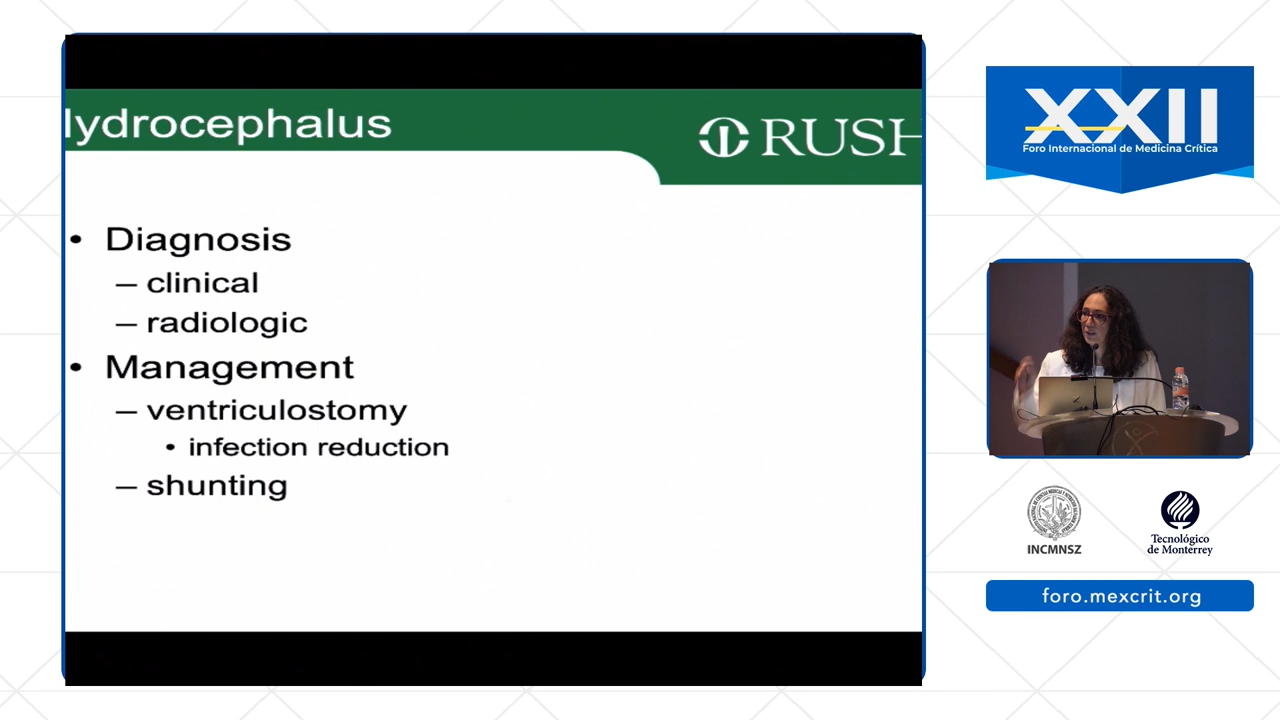 lydrocephalus
RUSH
• Diagnosis
– clinical
– radiologic
• Management
– ventriculostomy
• infection reduction
– shunting
XXII
Foro Internacional de Medicina Crítica
INCMNSZ
Tecnológico
de Monterrey
foro.mexcrit.org